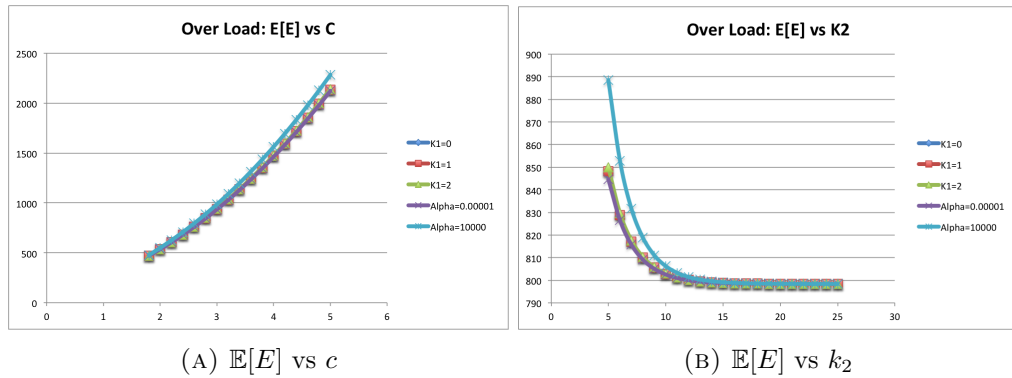 Over Load: E[E] vs C
2500
2000
1500
1000
500
0
0 1 2 3 4 5 6
K1=0
K1=1
K1=2
Alpha=0.00001
Alpha=10000
(A) 𝔼[E] vs c
Over Load: E[E] vs K2
900
890
880
870
860
850
840
830
820
810
800
790
0 5 10 15 20 25 30
K1=0
K1=1
K1=2
Alpha=0.00001
Alpha=10000
(B) 𝔼[E] vs k₂